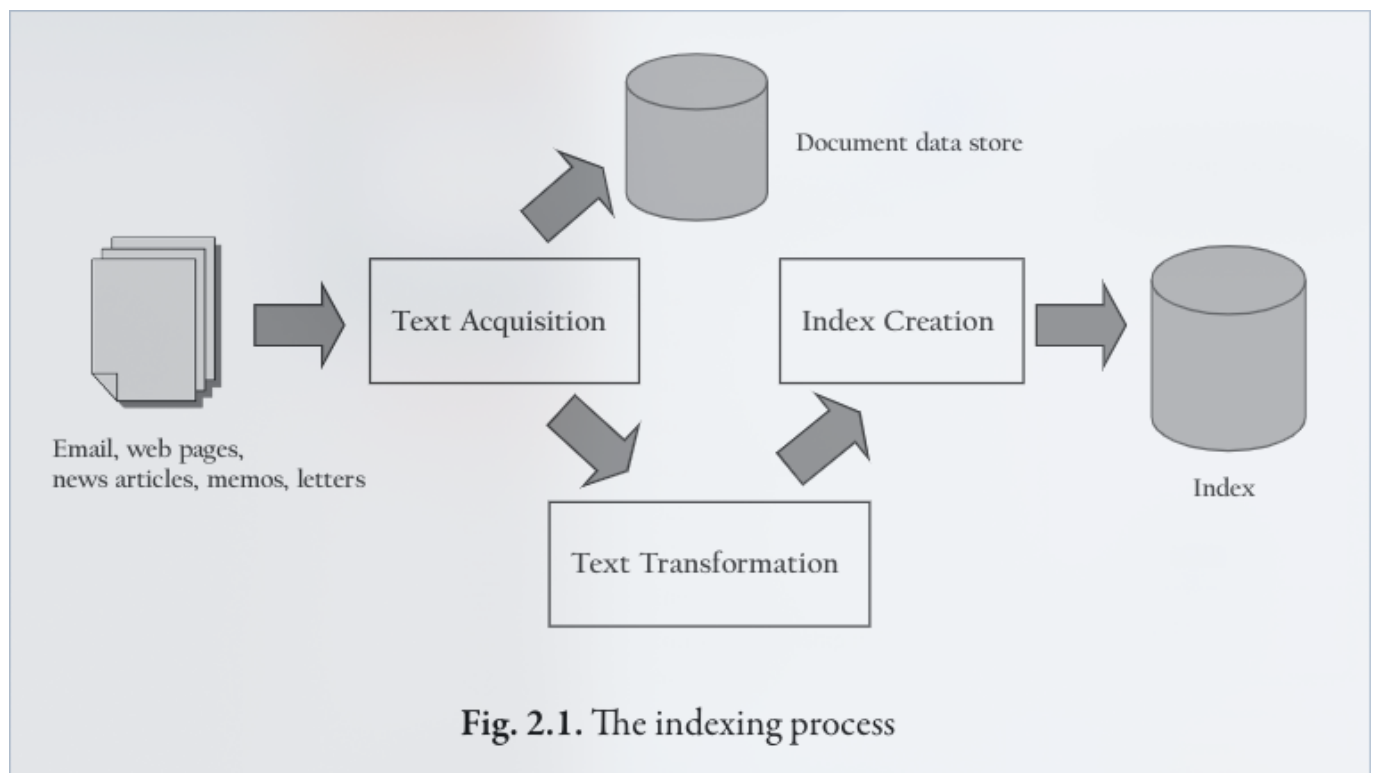 Document data store
Text Acquisition
Index Creation
Email, web pages,
news articles, memos, letters
Index
Text Transformation
Fig. 2.1. The indexing process